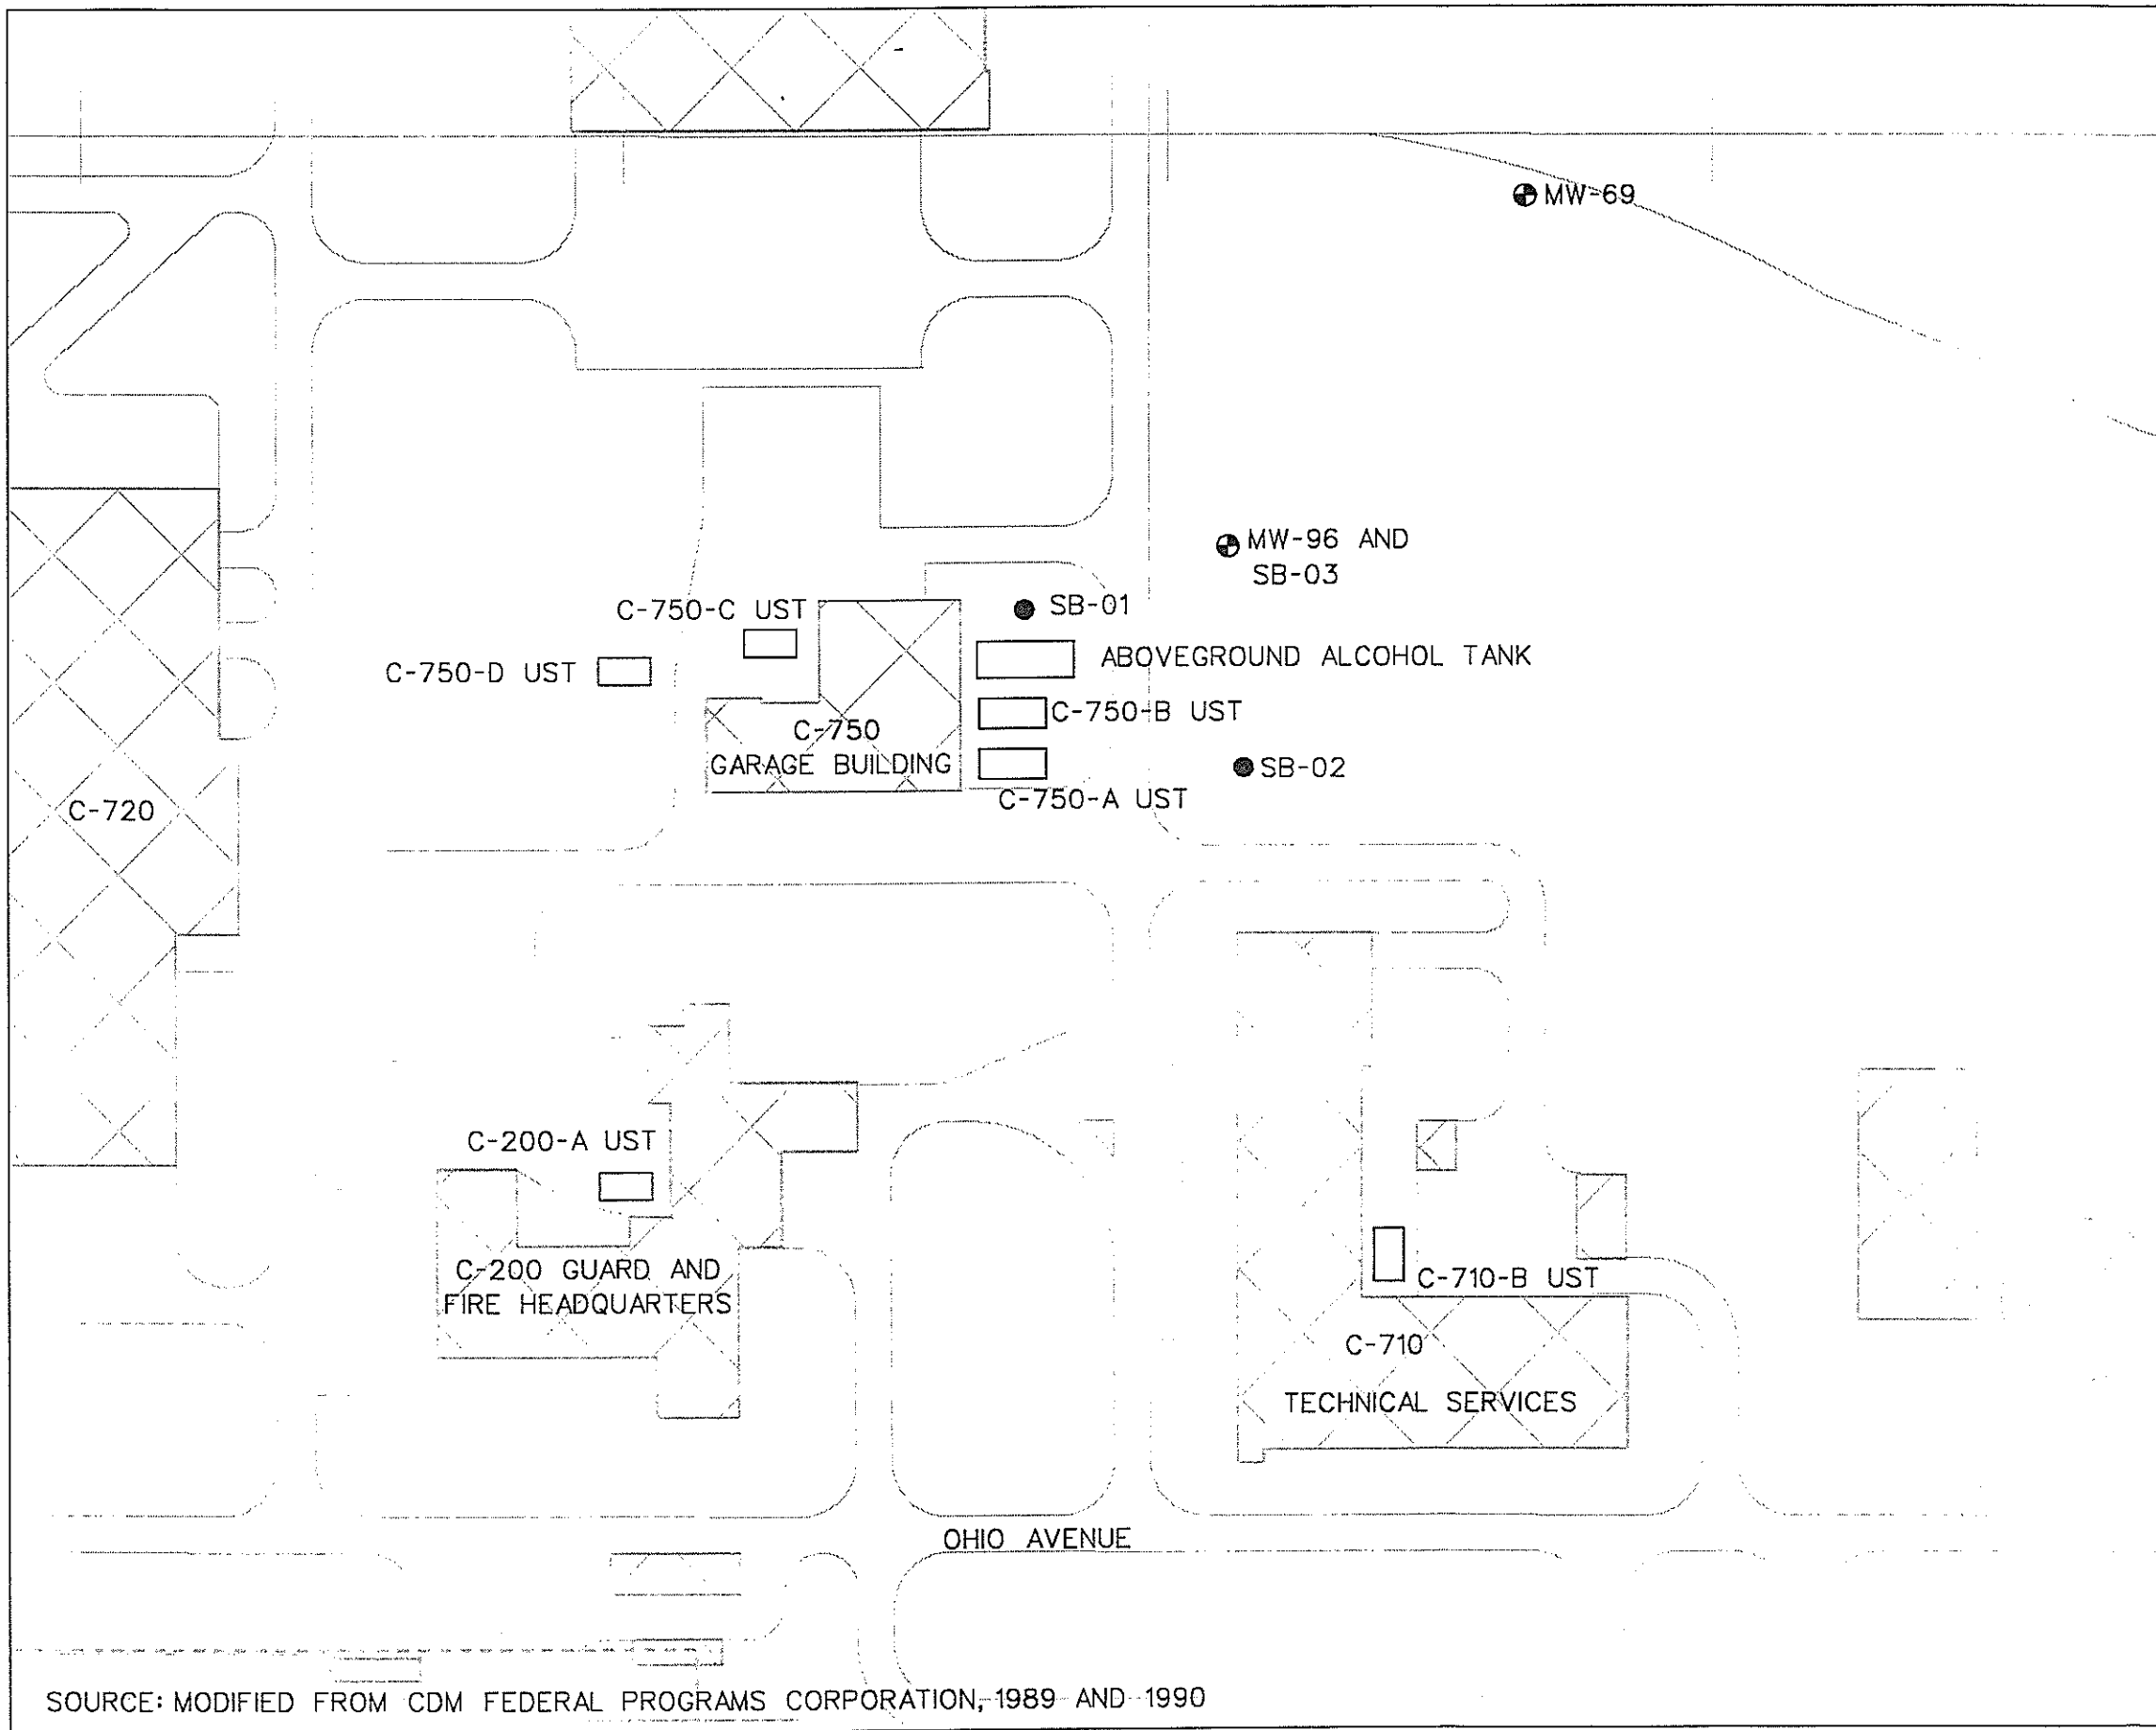 MW-69
MW-96 AND
SB-03
C-750-C UST
SB-01
C-750-D UST
ABOVEGROUND ALCOHOL TANK
C-750-B UST
C-750
GARAGE BUILDING
SB-02
C-750-A UST
C-720
C-200-A UST
C-200 GUARD AND
FIRE HEADQUARTERS
C-710-B UST
C-710
TECHNICAL SERVICES
OHIO AVENUE
SOURCE: MODIFIED FROM CDM FEDERAL PROGRAMS CORPORATION, 1989 AND 1990